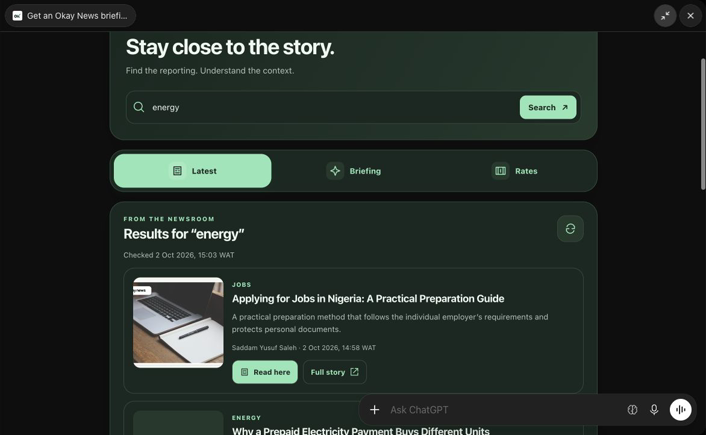 Get an Okay News briefi...
Stay close to the story.
Find the reporting. Understand the context.
energy
Search
Latest
Briefing
Rates
FROM THE NEWSROOM
Results for “energy”
Checked 2 Oct 2026, 15:03 WAT
JOBS
Applying for Jobs in Nigeria: A Practical Preparation Guide
A practical preparation method that follows the individual employer’s requirements and
protects personal documents.
Saddam Yusuf Saleh · 2 Oct 2026, 14:58 WAT
Read here
Full story
Ask ChatGPT
ENERGY
Why a Prepaid Electricity Payment Buys Different Units